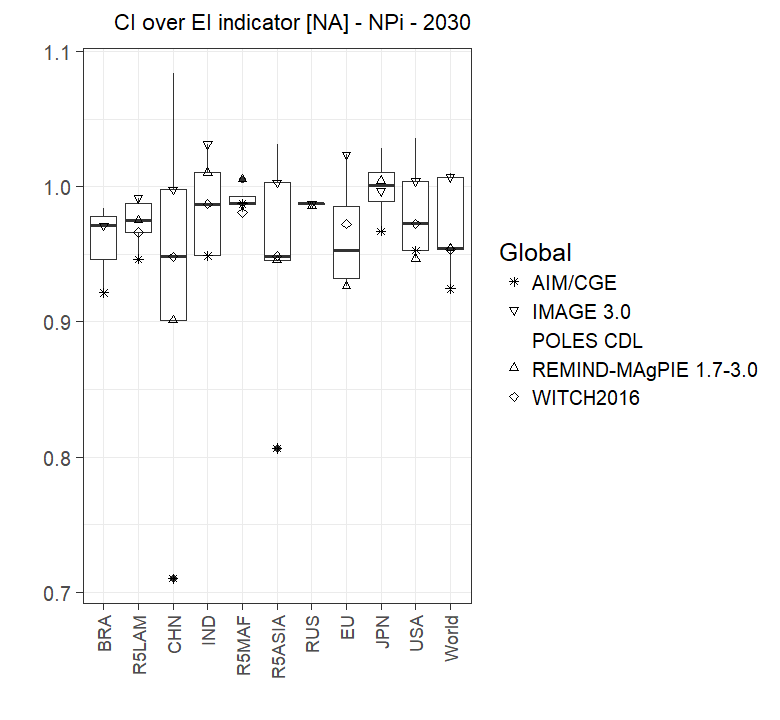 CI over EI indicator [NA] - NPi - 2030
1.1
1.0
0.9
0.8
0.7
BRA
R5LAM
CHN
IND
R5MAF
R5ASIA
RUS
EU
JPN
USA
World
Global
AIM/CGE
IMAGE 3.0
POLES CDL
REMIND-MAgPIE 1.7-3.0
WITCH2016